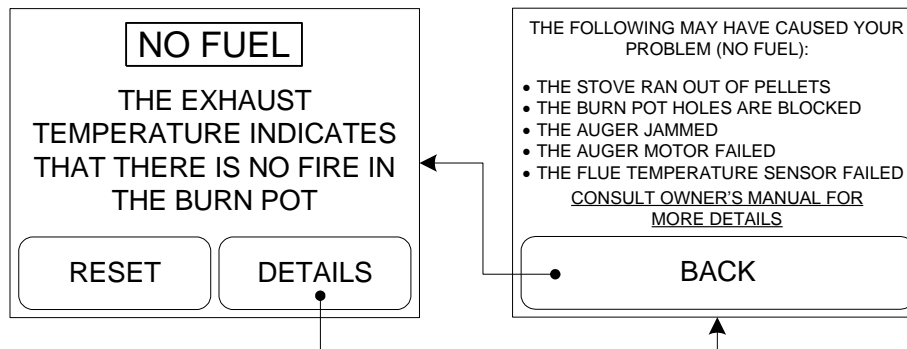 NO FUEL
THE EXHAUST
TEMPERATURE INDICATES
THAT THERE IS NO FIRE IN
THE BURN POT
RESET
DETAILS
THE FOLLOWING MAY HAVE CAUSED YOUR
PROBLEM (NO FUEL):
• THE STOVE RAN OUT OF PELLETS
• THE BURN POT HOLES ARE BLOCKED
• THE AUGER JAMMED
• THE AUGER MOTOR FAILED
• THE FLUE TEMPERATURE SENSOR FAILED
CONSULT OWNER'S MANUAL FOR
MORE DETAILS
BACK